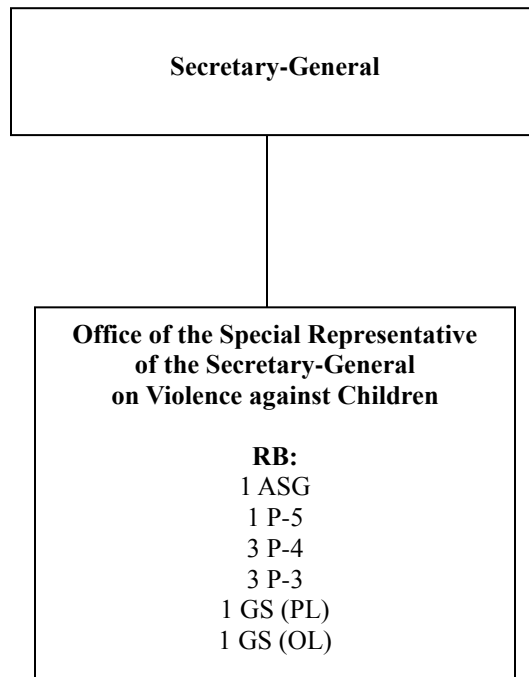 Secretary-General
Office of the Special Representative
of the Secretary-General
on Violence against Children
RB:
1 ASG
1 P-5
3 P-4
3 P-3
1 GS (PL)
1 GS (OL)